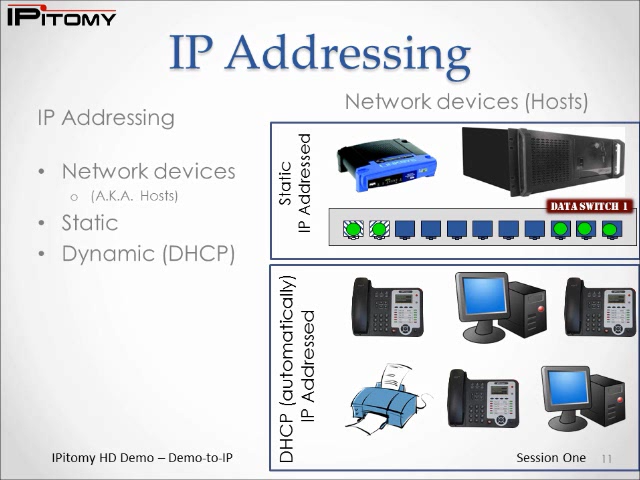 IPITOMY
IP Addressing
IP Addressing
• Network devices
o (A.K.A. Hosts)
• Static
• Dynamic (DHCP)
Network devices (Hosts)
Static
IP Addressed
DATA SWITCH 1
DHCP (automatically)
IP Addressed
IPitomy HD Demo – Demo-to-IP
Session One
11